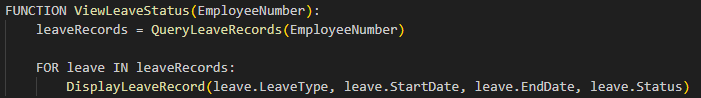 FUNCTION ViewLeaveStatus(EmployeeNumber):
leaveRecords = QueryLeaveRecords(EmployeeNumber)
FOR leave IN leaveRecords:
DisplayLeaveRecord(leave.LeaveType, leave.StartDate, leave.EndDate, leave.Status)